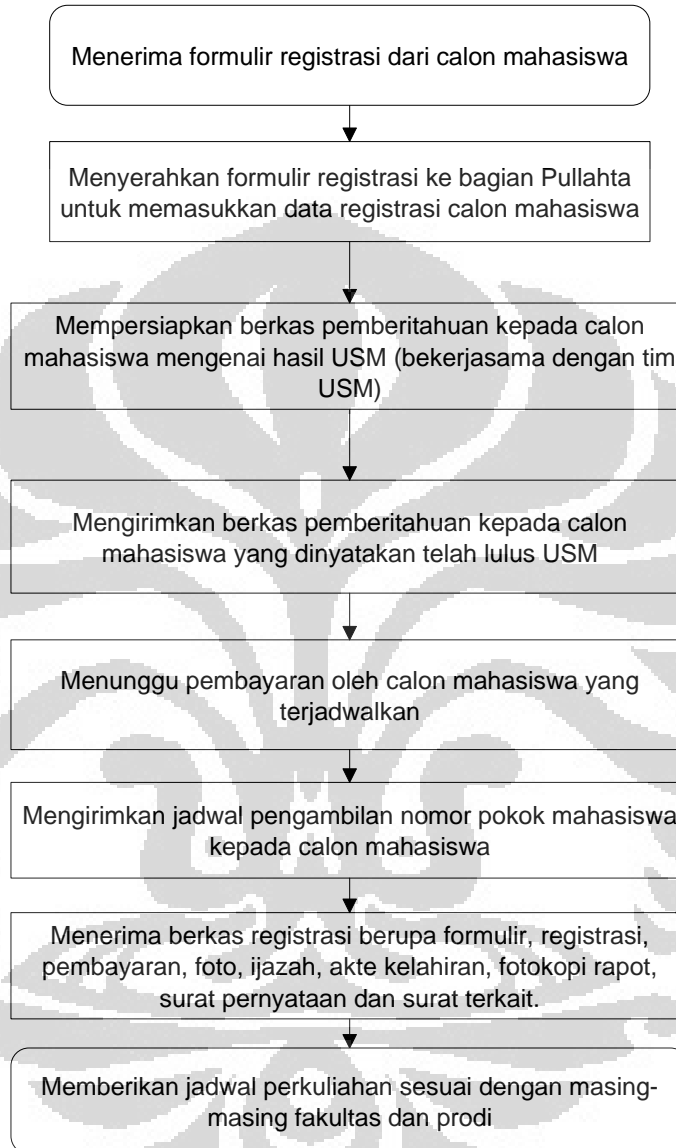 Menerima formulir registrasi dari calon mahasiswa
Menyerahkan formulir registrasi ke bagian Pullahta
untuk memasukkan data registrasi calon mahasiswa
Mempersiapkan berkas pemberitahuan kepada calon
mahasiswa mengenai hasil USM (bekerjasama dengan tim
USM)
Mengirimkan berkas pemberitahuan kepada calon
mahasiswa yang dinyatakan telah lulus USM
Menunggu pembayaran oleh calon mahasiswa yang
terjadwalkan
Mengirimkan jadwal pengambilan nomor pokok mahasiswa
kepada calon mahasiswa
Menerima berkas registrasi berupa formulir, registrasi,
pembayaran, foto, ijazah, akte kelahiran, fotokopi rapot,
surat pernyataan dan surat terkait.
Memberikan jadwal perkuliahan sesuai dengan masing-
masing fakultas dan prodi